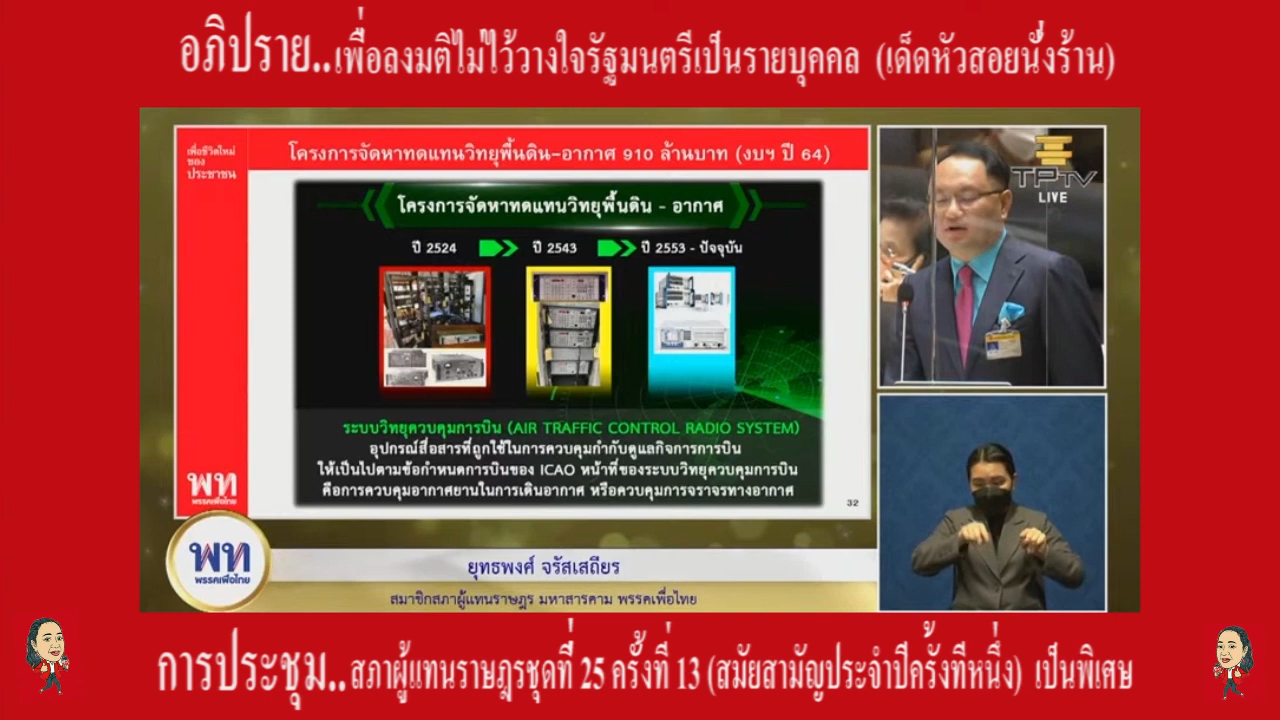 อภิปราย..เพื่อลงมติไม่ไว้วางใจรัฐมนตรีเป็นรายบุคคล (เด็ดหัวสอยนั่งร้าน)
เพื่อชีวิตใหม่
ของ
ประชาชน
โครงการจัดหาทดแทนวิทยุพื้นดิน-อากาศ 910 ล้านบาท (งบฯ ปี 64)
TPTV
LIVE
โครงการจัดหาทดแทนวิทยุพื้นดิน - อากาศ
ปี 2524
ปี 2543
ปี 2553 - ปัจจุบัน
ระบบวิทยุควบคุมการบิน (AIR TRAFFIC CONTROL RADIO SYSTEM)
อุปกรณ์สื่อสารที่ถูกใช้ในการควบคุมกำกับดูแลกิจการการบิน
ให้เป็นไปตามข้อกำหนดการบินของ ICAO หน้าที่ของระบบวิทยุควบคุมการบิน
คือการควบคุมอากาศยานในการเดินอากาศ หรือควบคุมการจราจรทางอากาศ
พท
พรรคเพื่อไทย
32
พท
พรรคเพื่อไทย
ยุทธพงศ์ จรัสเสถียร
สมาชิกสภาผู้แทนราษฎร มหาสารคาม พรรคเพื่อไทย
การประชุม..สภาผู้แทนราษฎรชุดที่ 25 ครั้งที่ 13 (สมัยสามัญประจำปีครั้งที่หนึ่ง) เป็นพิเศษ